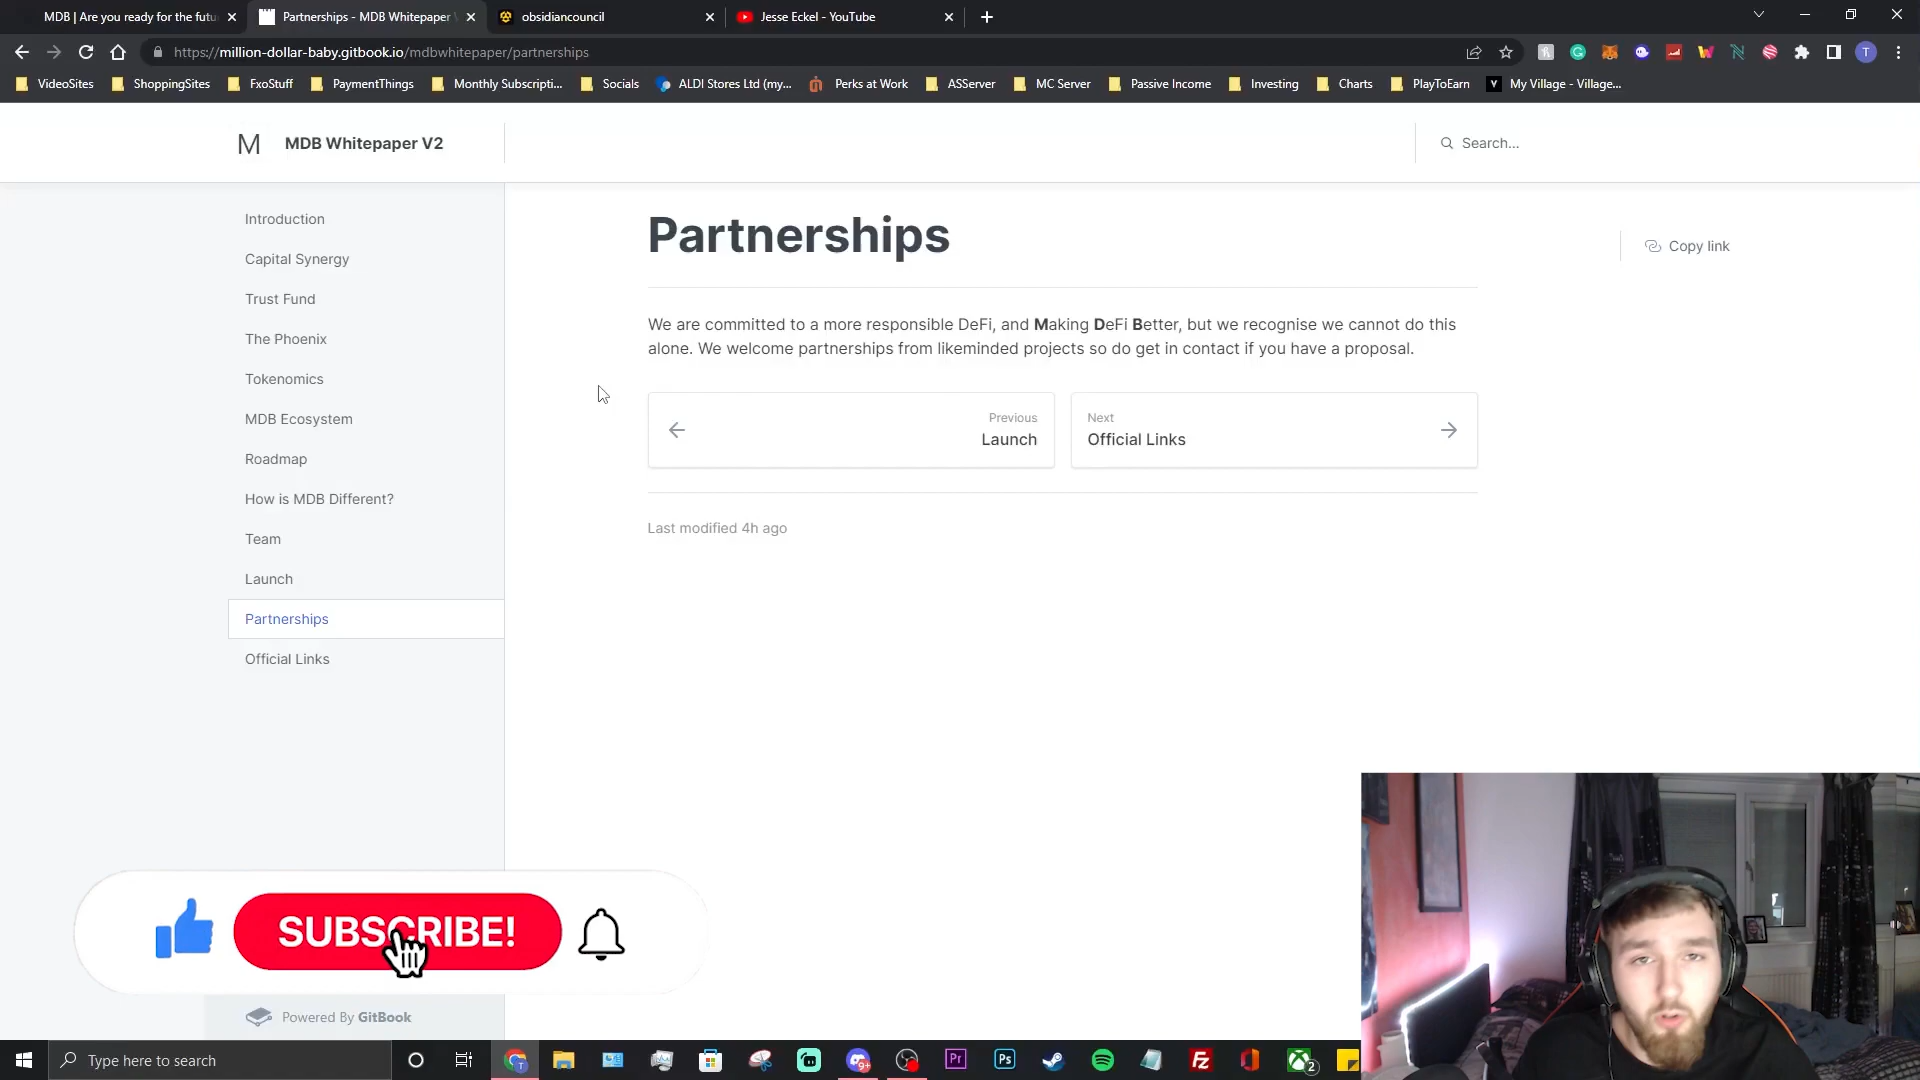 MDB | Are you ready for the futu
Partnerships - MDB Whitepaper
obsidiancouncil
Jesse Eckel - YouTube
https://million-dollar-baby.gitbook.io/mdbwhitepaper/partnerships
T
VideoSites
ShoppingSites
FxoStuff
PaymentThings
Monthly Subscripti...
Socials
ALDI Stores Ltd (my...
Perks at Work
ASServer
MC Server
Passive Income
Investing
Charts
PlayToEarn
V
My Village - Village...
M
MDB Whitepaper V2
Search...
Introduction
Capital Synergy
Trust Fund
The Phoenix
Tokenomics
MDB Ecosystem
Roadmap
How is MDB Different?
Team
Launch
Partnerships
Official Links
Partnerships
Copy link
We are committed to a more responsible DeFi, and Making DeFi Better, but we recognise we cannot do this
alone. We welcome partnerships from likeminded projects so do get in contact if you have a proposal.
Previous
Launch
Next
Official Links
Last modified 4h ago
SUBSCRIBE!
Powered By GitBook
Type here to search
T
9+
Pr
Ps
FZ
2